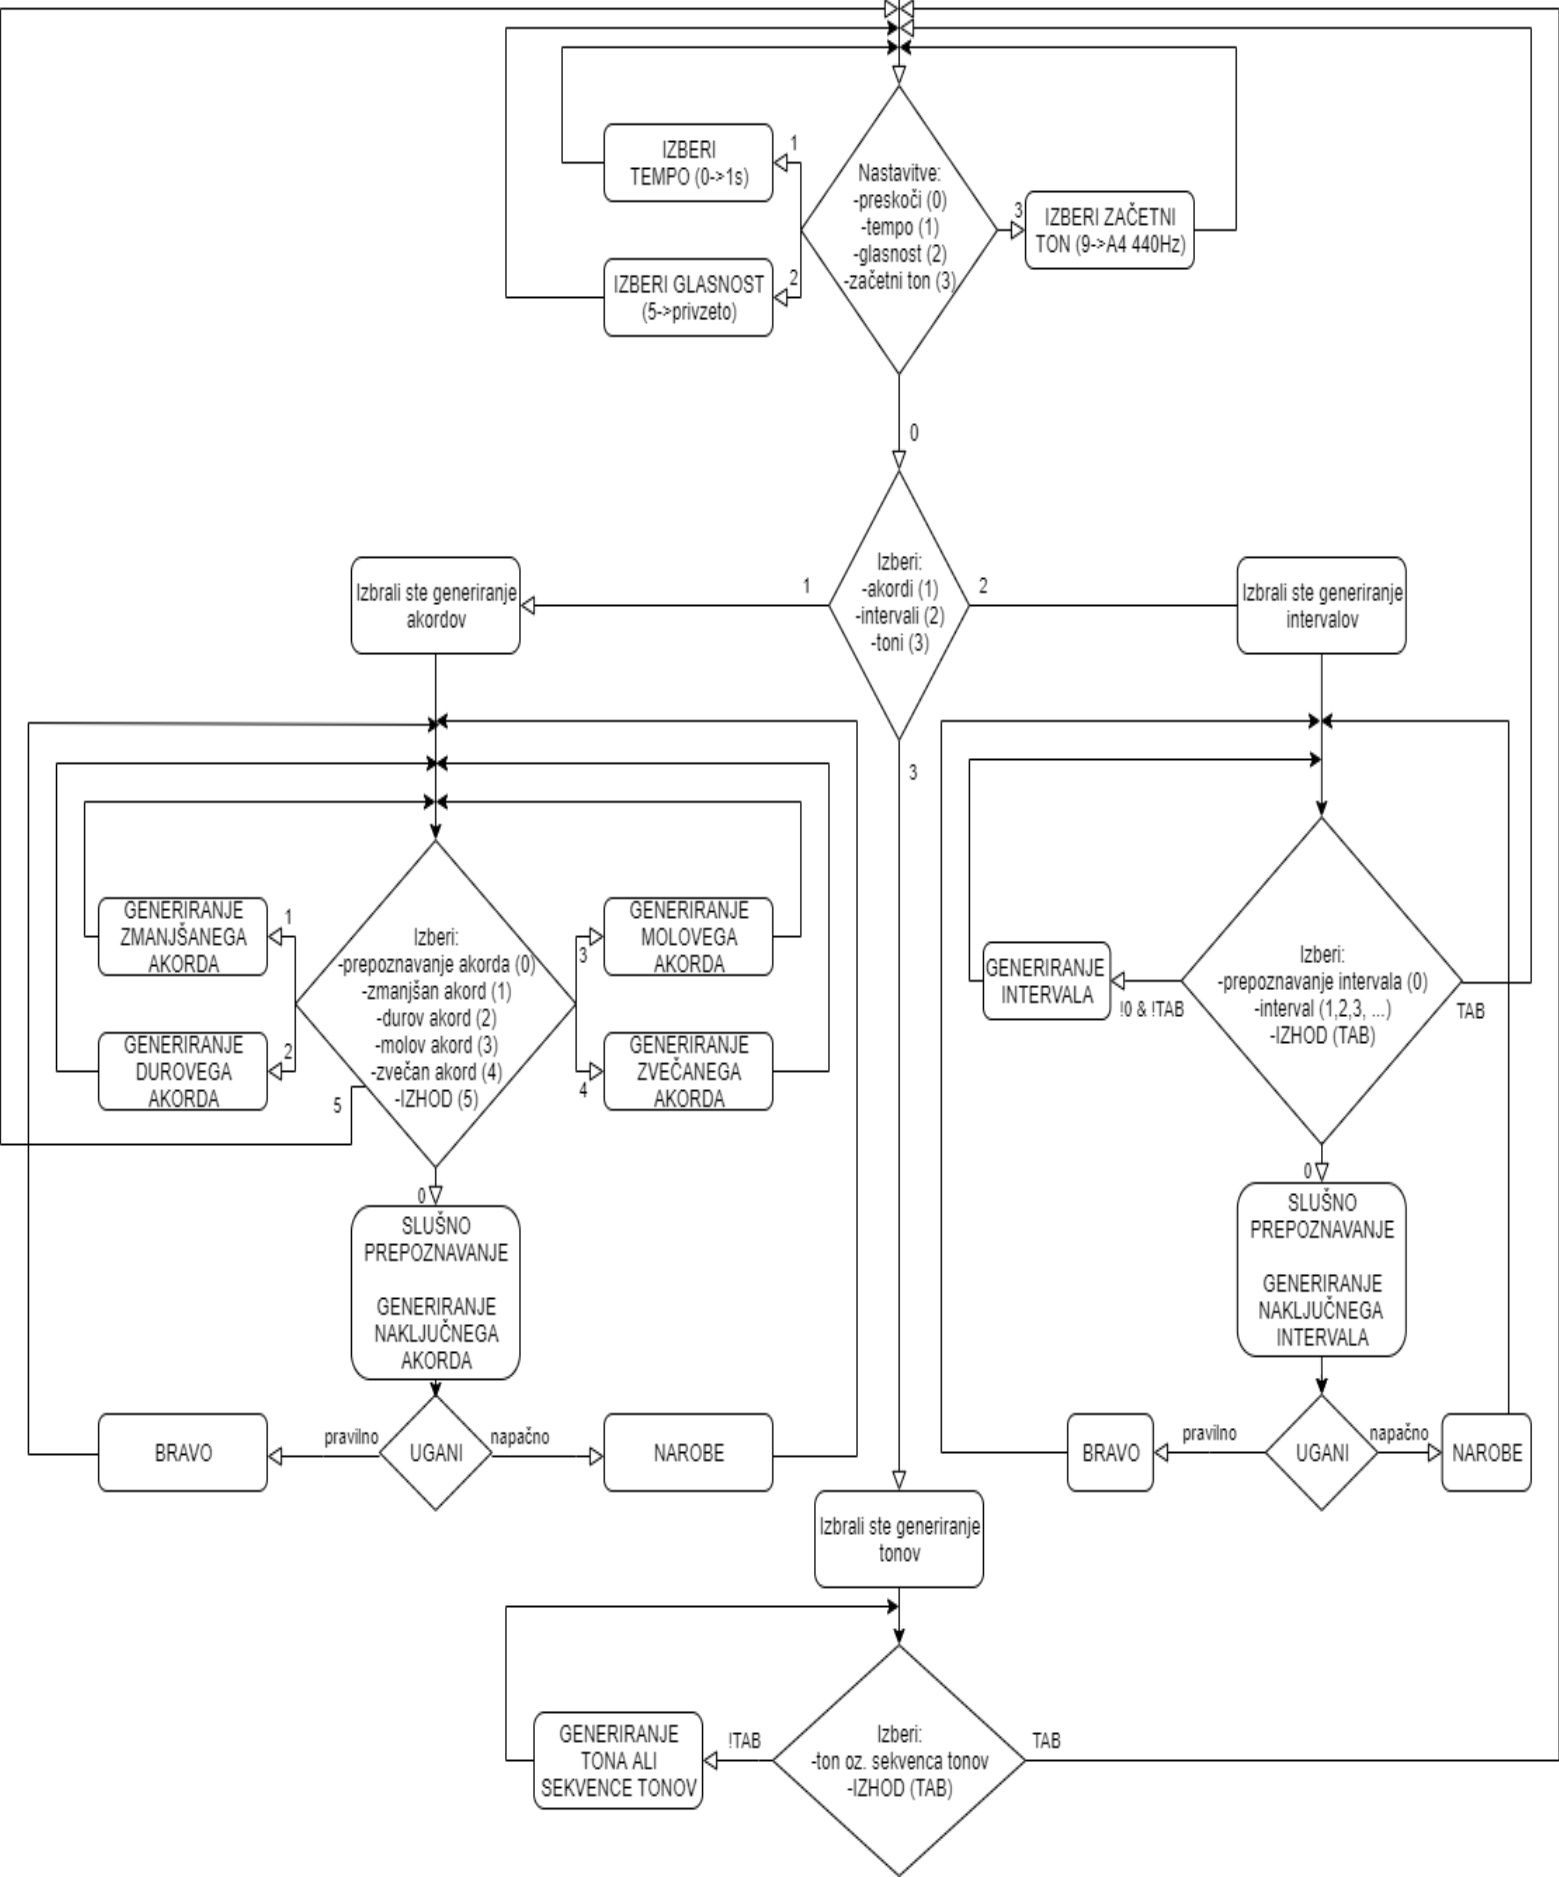 IZBERI
TEMPO (0->1s)
1
Nastavitve:
-preskoči (0)
-tempo (1)
-glasnost (2)
-začetni ton (3)
3
IZBERI ZAČETNI
TON (9->A4 440Hz)
IZBERI GLASNOST
(5->privzeto)
2
0
Izbrali ste generiranje
akordov
1
Izberi:
-akordi (1)
-intervali (2)
-toni (3)
2
Izbrali ste generiranje
intervalov
3
GENERIRANJE
ZMANJŠANEGA
AKORDA
1
Izberi:
-prepoznavanje akorda (0)
-zmanjšan akord (1)
-durov akord (2)
-molov akord (3)
-zvečan akord (4)
-IZHOD (5)
3
GENERIRANJE
MOLOVEGA
AKORDA
GENERIRANJE
DUROVEGA
AKORDA
2
4
GENERIRANJE
ZVEČANEGA
AKORDA
5
0
GENERIRANJE
INTERVALA
!0 & !TAB
Izberi:
-prepoznavanje intervala (0)
-interval (1,2,3, ...)
-IZHOD (TAB)
TAB
0
SLUŠNO
PREPOZNAVANJE
GENERIRANJE
NAKLJUČNEGA
AKORDA
SLUŠNO
PREPOZNAVANJE
GENERIRANJE
NAKLJUČNEGA
INTERVALA
BRAVO
pravilno
UGANI
napačno
NAROBE
BRAVO
pravilno
UGANI
napačno
NAROBE
Izbrali ste generiranje
tonov
GENERIRANJE
TONA ALI
SEKVENCE TONOV
!TAB
Izberi:
-ton oz. sekvenca tonov
-IZHOD (TAB)
TAB